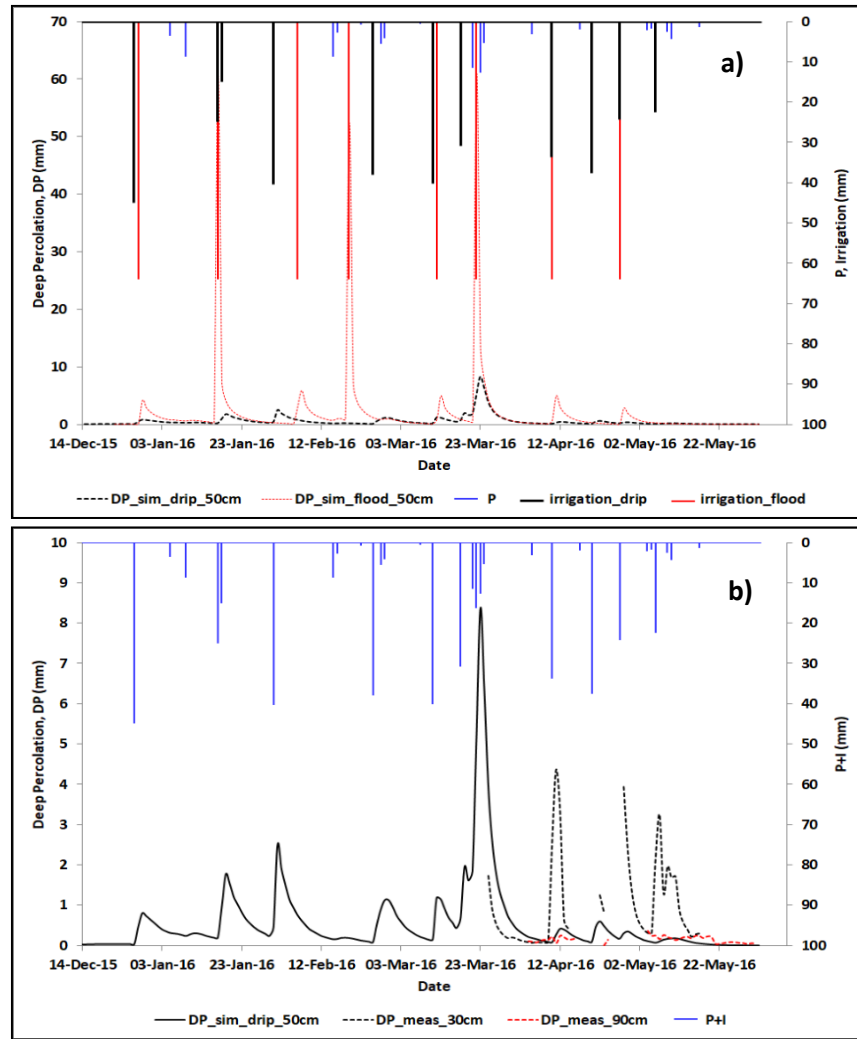 a)
70 60 50 40 30 20 10 0
Deep Percolation, DP (mm)
0 10 20 30 40 50 60 70 80 90 100
P, Irrigation (mm)
14-Dec-15 03-Jan-16 23-Jan-16 12-Feb-16 03-Mar-16 23-Mar-16 12-Apr-16 02-May-16 22-May-16
Date
DP_sim_drip_50cm DP_sim_flood_50cm P irrigation_drip irrigation_flood
b)
10 9 8 7 6 5 4 3 2 1 0
Deep Percolation, DP (mm)
0 10 20 30 40 50 60 70 80 90 100
P+I (mm)
14-Dec-15 03-Jan-16 23-Jan-16 12-Feb-16 03-Mar-16 23-Mar-16 12-Apr-16 02-May-16 22-May-16
Date
DP_sim_drip_50cm DP_meas_30cm DP_meas_90cm P+I